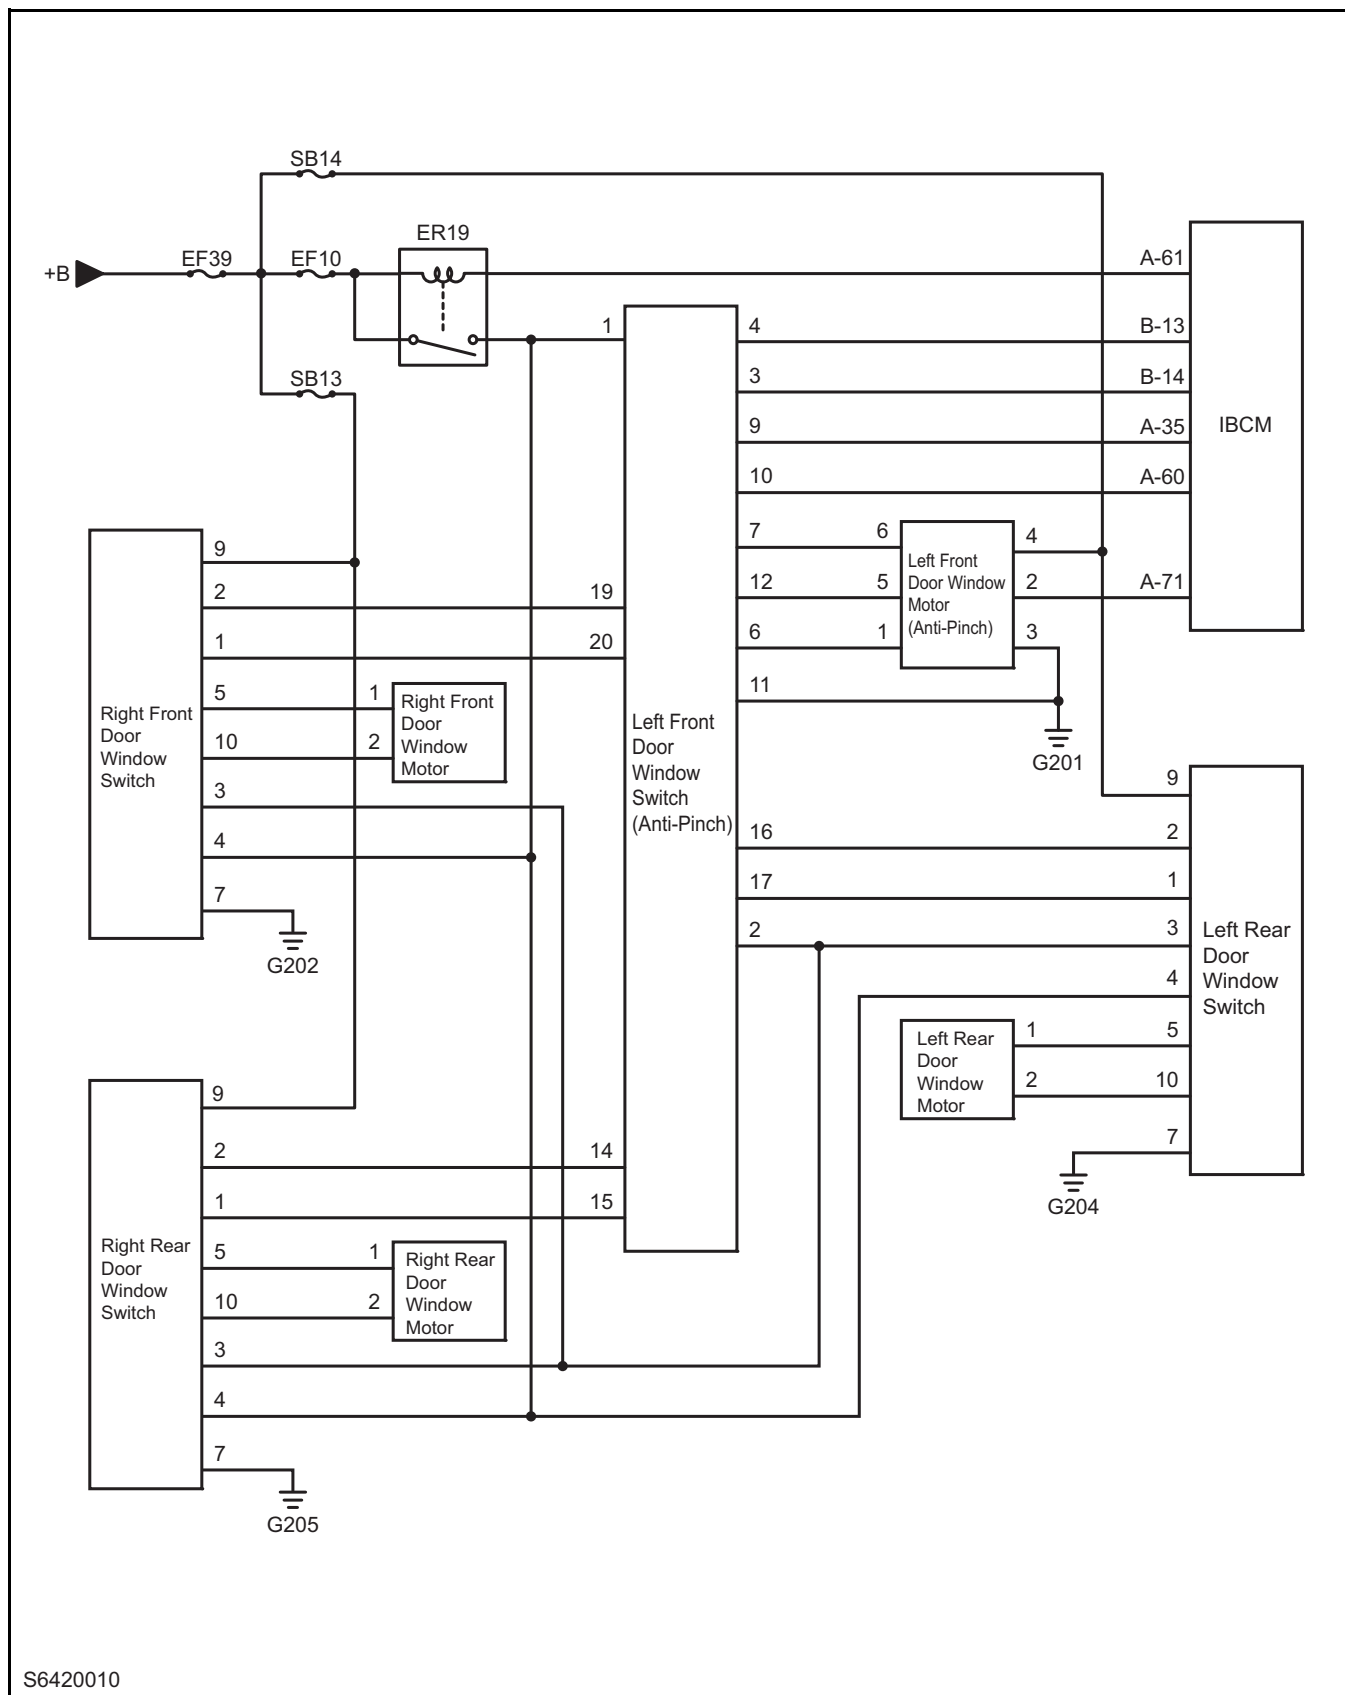 SB14
ER19
+B
EF39
EF10
A-61
1
4
B-13
SB13
3
B-14
9
A-35
IBCM
10
A-60
9
7
6
Left Front
Door Window
Motor
(Anti-Pinch)
4
2
19
12
5
2
A-71
1
20
6
1
3
Right Front
Door
Window
Switch
5
1
Right Front
Door
Window
Motor
11
10
2
Left Front
Door
Window
Switch
(Anti-Pinch)
G201
3
9
4
16
2
7
17
1
G202
2
3
Left Rear
Door
Window
Switch
4
Left Rear
Door
Window
Motor
1
5
9
2
10
2
14
7
1
15
G204
Right Rear
Door
Window
Switch
5
1
Right Rear
Door
Window
Motor
10
2
3
4
7
G205
S6420010